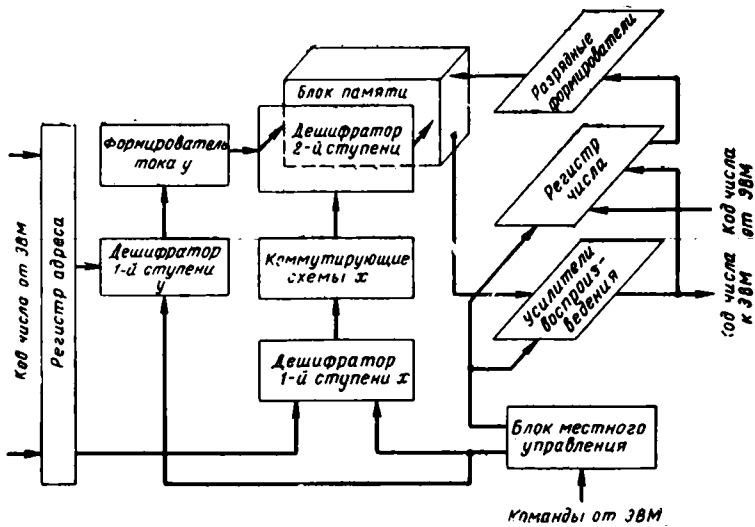 Блок памяти
Разрядные
формирователи
Формирователь
тока у
Дешифратор
2-й ступени
Регистр
числа
Код числа
от ЭВМ
Код числа от ЭВМ
Регистр адреса
Дешифратор
1-й ступени
у
Коммутирующие
схемы x
Усилители
воспроиз-
ведения
Код числа
к ЭВМ
Дешифратор
1-й ступени x
Блок местного
управления
Команды от ЭВМ